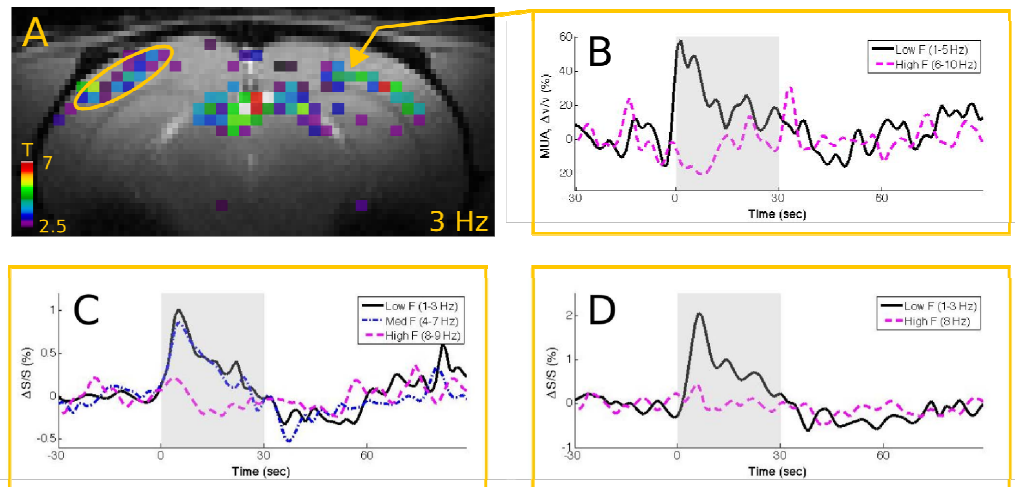 A
T
7
2.5
3 Hz
B
Low F (1-5 Hz)
High F (6-10 Hz)
MUA, Δv/v (%)
60
40
20
0
20
30
0
60
Time (sec)
C
Low F (1-3 Hz)
Med F (4-7 Hz)
High F (8-9 Hz)
ΔS/S (%)
1
0.5
0
-0.5
-30
0
60
Time (sec)
D
Low F (1-3 Hz)
High F (8 Hz)
ΔS/S (%)
2
1
0
-1
-30
0
60
Time (sec)